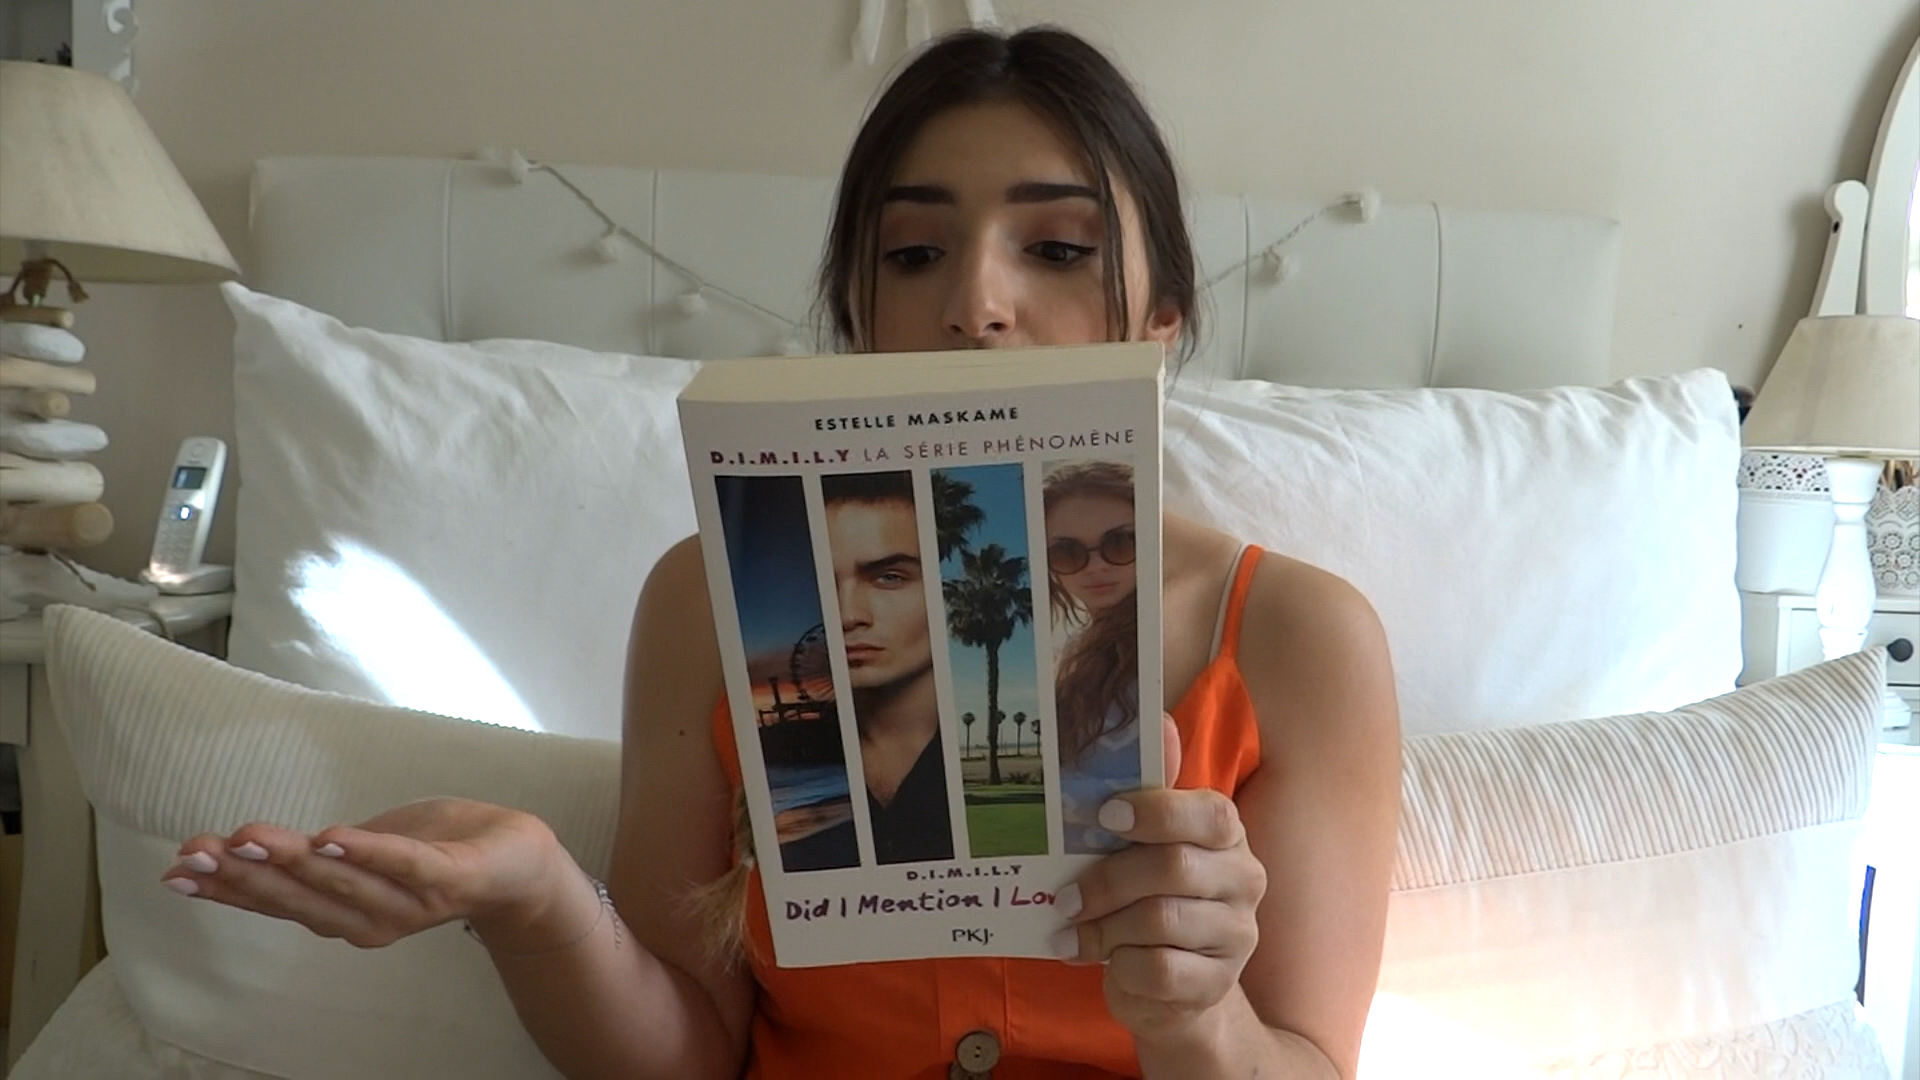 ESTELLE MASKAME
D.I.M.I.L.Y LA SÉRIE PHÉNOMÈNE
D.I.M.I.L.Y
Did I Mention I Lov
PKJ.